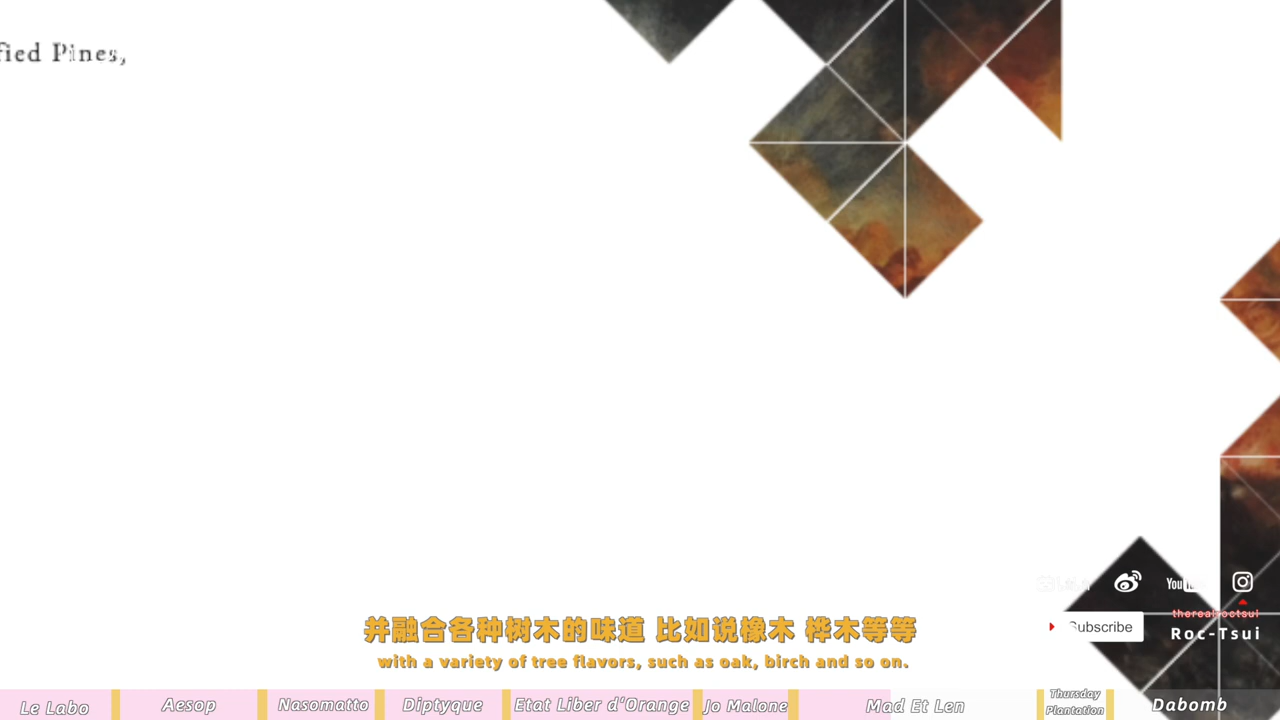 fied Pines,
并融合各种树木的味道 比如说橡木 桦木等等
with a variety of tree flavors, such as oak, birch and so on.
Subscribe
therealroctsui
Roc-Tsui
Le Labo
Aesop
Nasomatto
Diptyque
Etat Liber d'Orange
Jo Malone
Mad Et Len
Thursday
Plantation
Dabomb